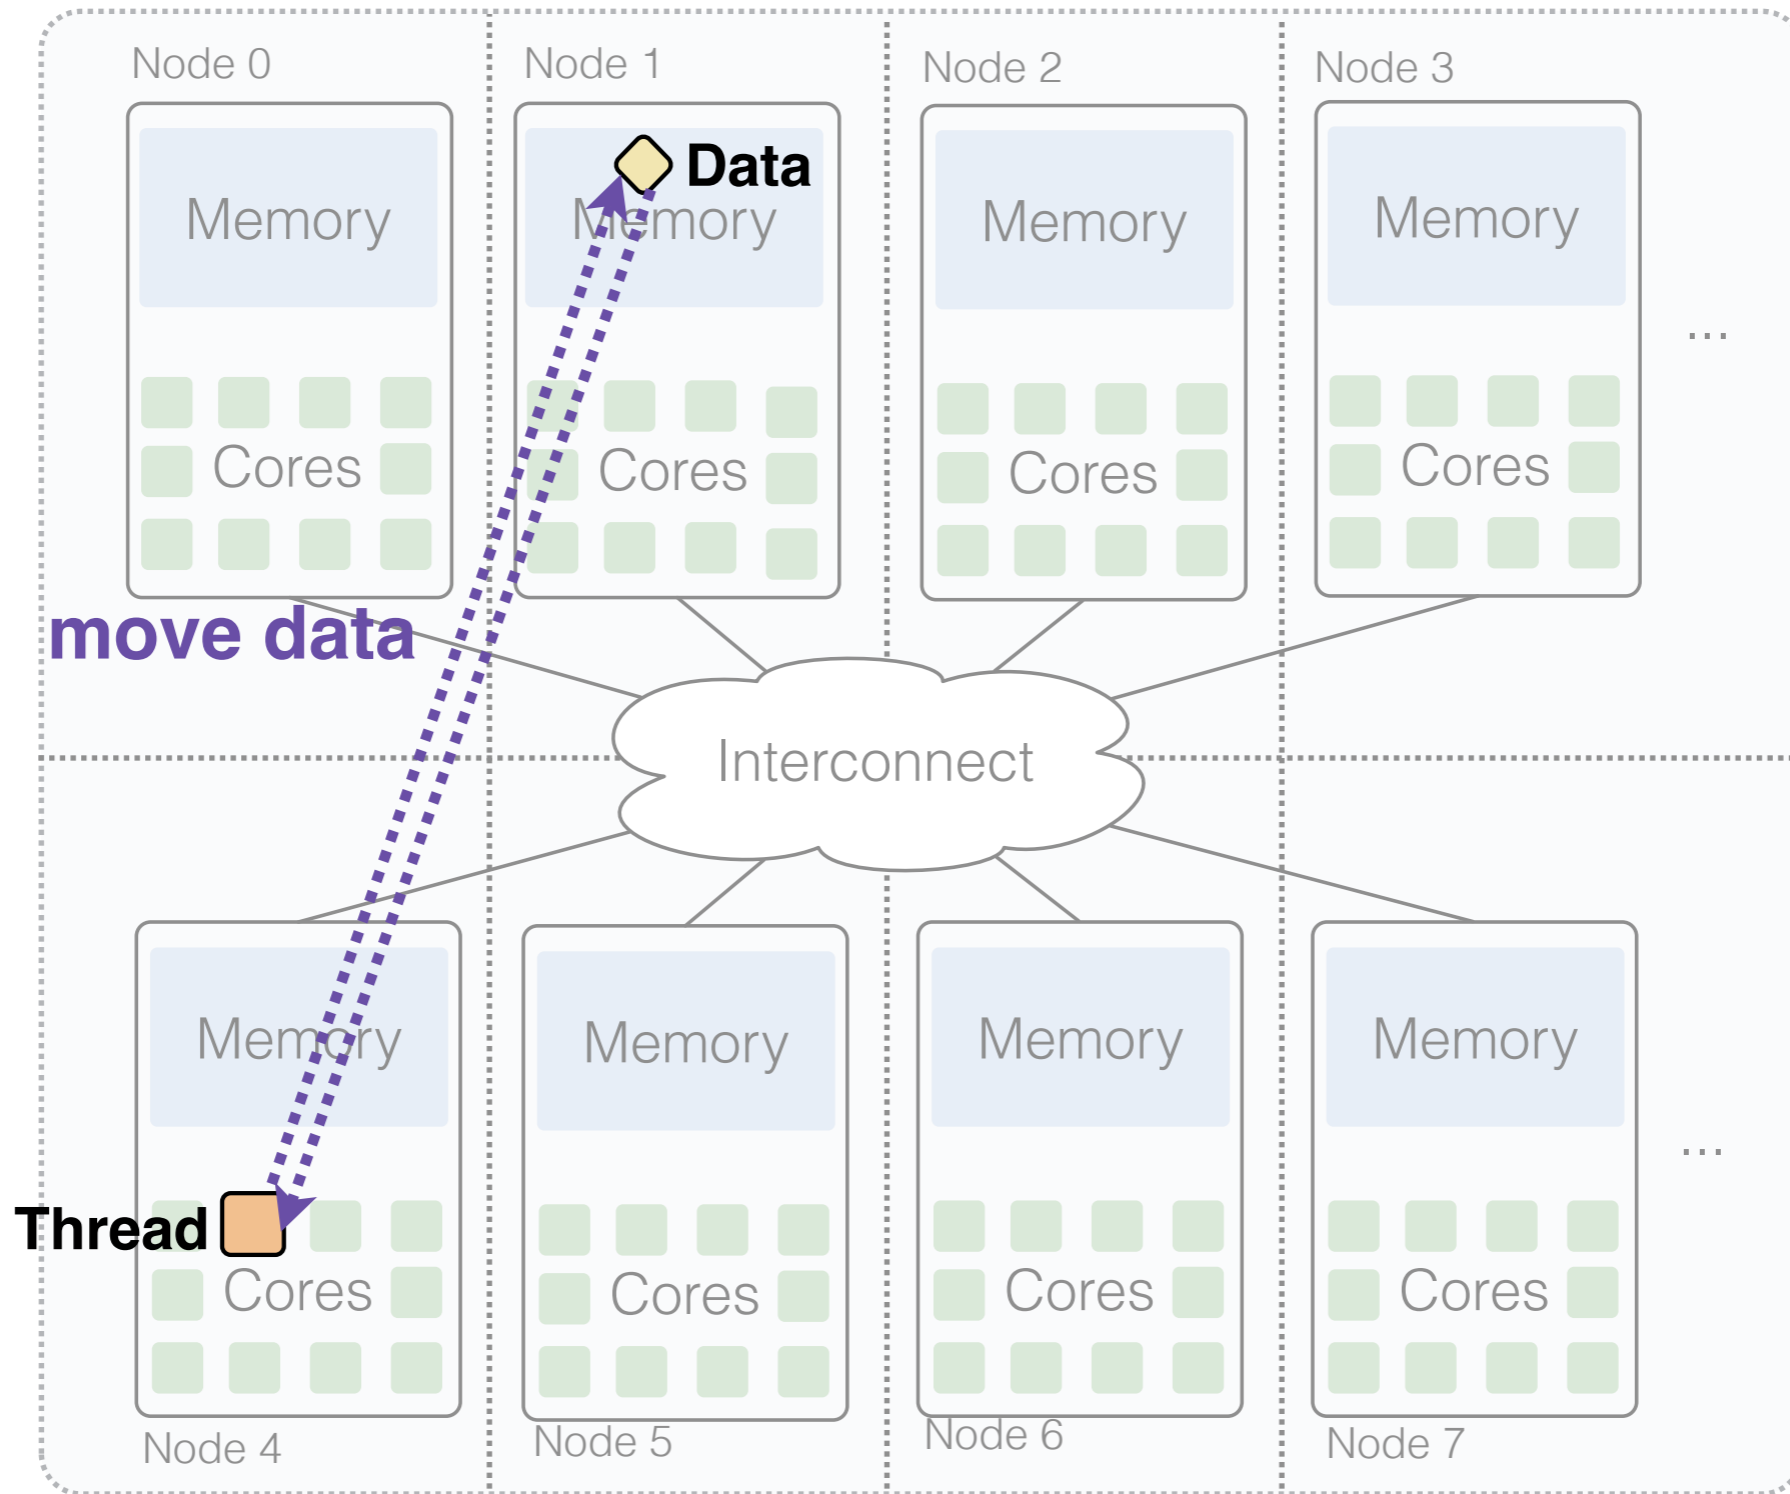 Node 0
Node 1
Node 2
Node 3
Data
Memory
Memory
Memory
Memory
...
Cores
Cores
Cores
Cores
move data
Interconnect
Memory
Memory
Memory
Memory
...
Thread
Cores
Cores
Cores
Cores
Node 4
Node 5
Node 6
Node 7